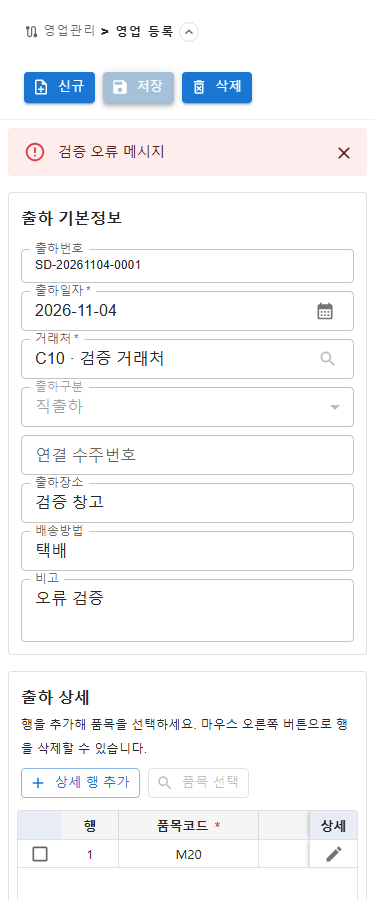 영업관리 > 영업 등록
신규 저장 삭제
검증 오류 메시지
출하 기본정보
출하번호
SD-20261104-0001
출하일자 *
2026-11-04
거래처 *
C10 · 검증 거래처
출하구분
직출하
연결 수주번호
출하장소
검증 창고
배송방법
택배
비고
오류 검증
출하 상세
행을 추가해 품목을 선택하세요. 마우스 오른쪽 버튼으로 행
을 삭제할 수 있습니다.
상세 행 추가 품목 선택
행 품목코드 * 상세
1 M20